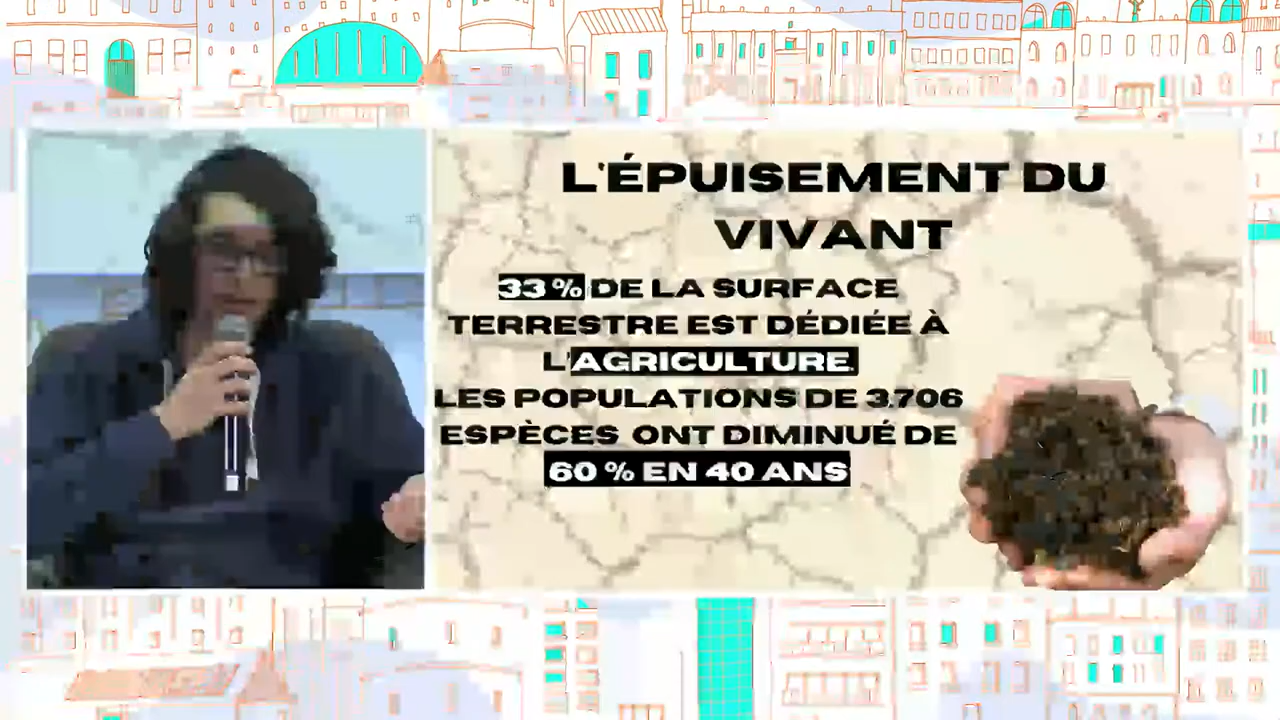 L'ÉPUISEMENT DU
VIVANT
33 % DE LA SURFACE
TERRESTRE EST DÉDIÉE À
L'AGRICULTURE.
LES POPULATIONS DE 3.706
ESPÈCES ONT DIMINUÉ DE
60 % EN 40 ANS